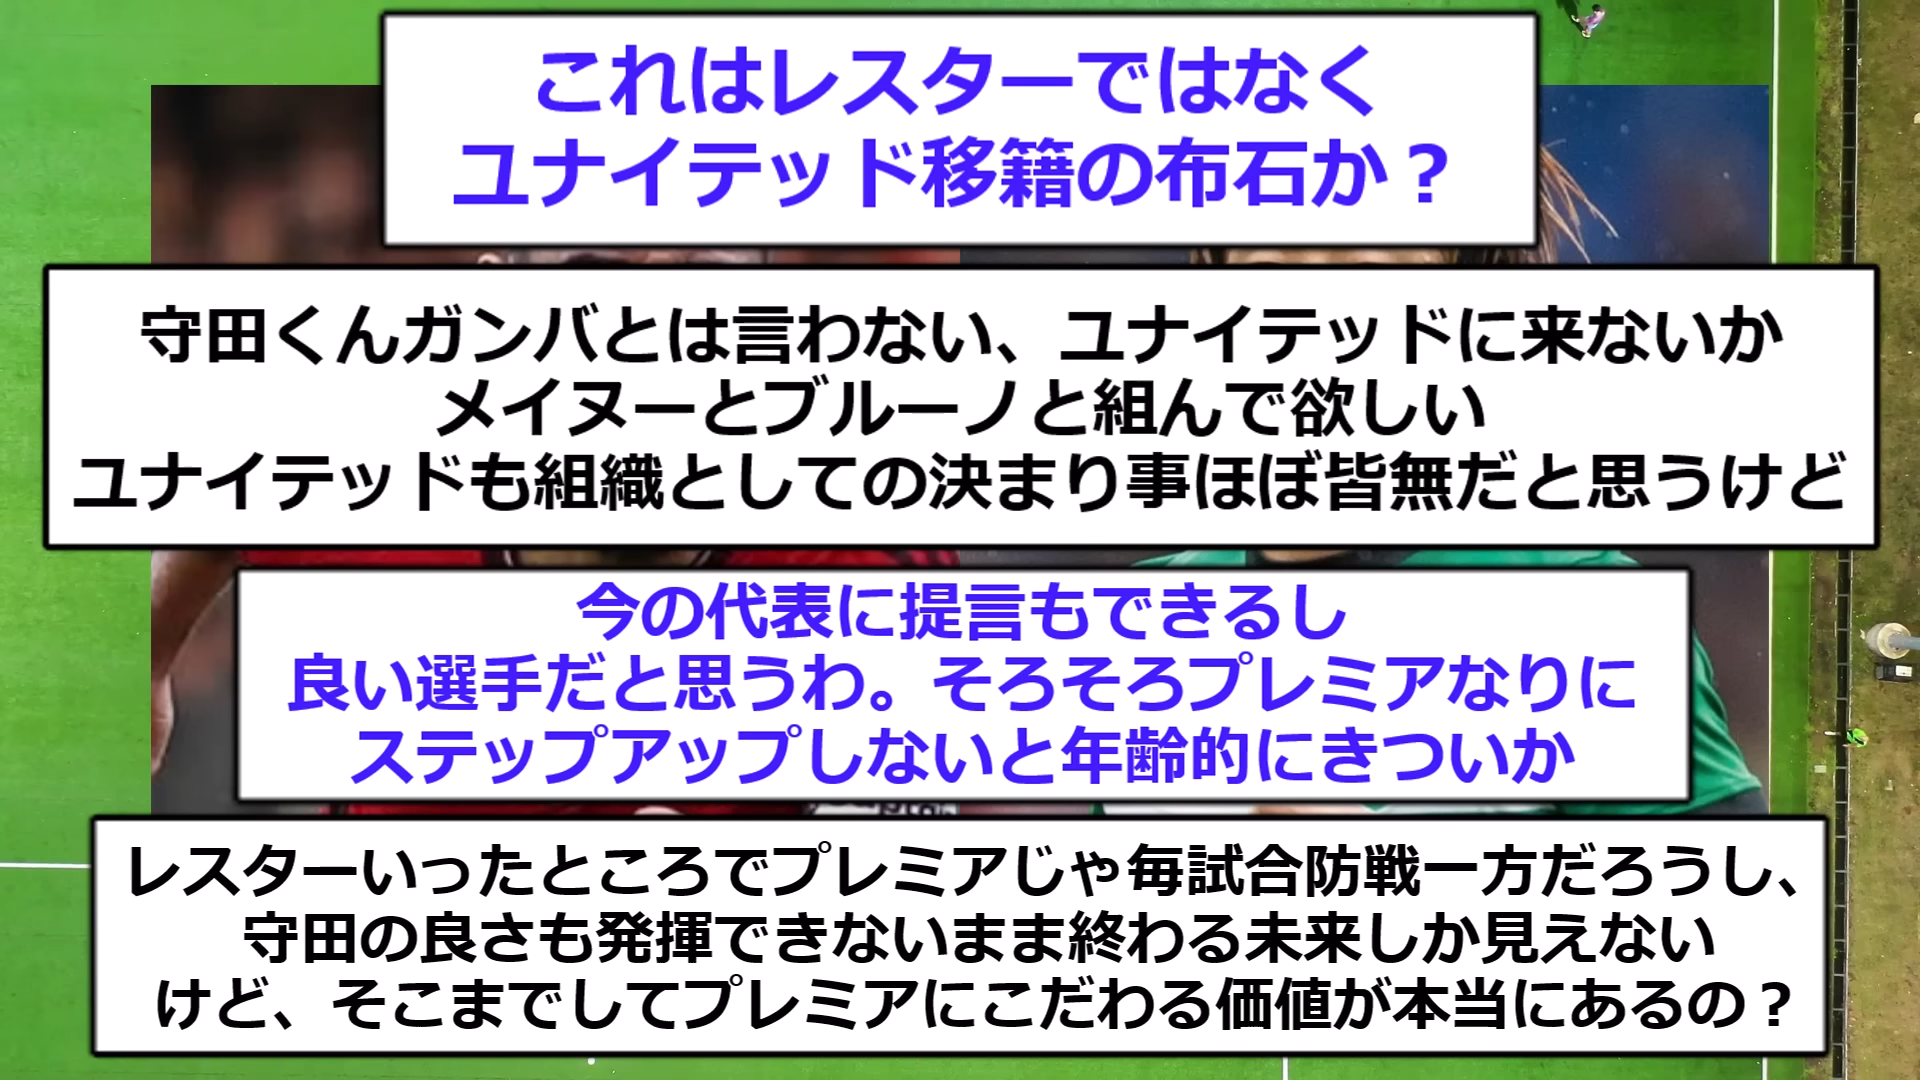 これはレスターではなく
ユナイテッド移籍の布石か？
守田くんガンバとは言わない、ユナイテッドに来ないか
メイヌーとブルーノと組んで欲しい
ユナイテッドも組織としての決まり事ほぼ皆無だと思うけど
今の代表に提言もできるし
良い選手だと思うわ。そろそろプレミアなりに
ステップアップしないと年齢的にきついか
レスターいったところでプレミアじゃ毎試合防戦一方だろうし、
守田の良さも発揮できないまま終わる未来しか見えない
けど、そこまでしてプレミアにこだわる価値が本当にあるの？